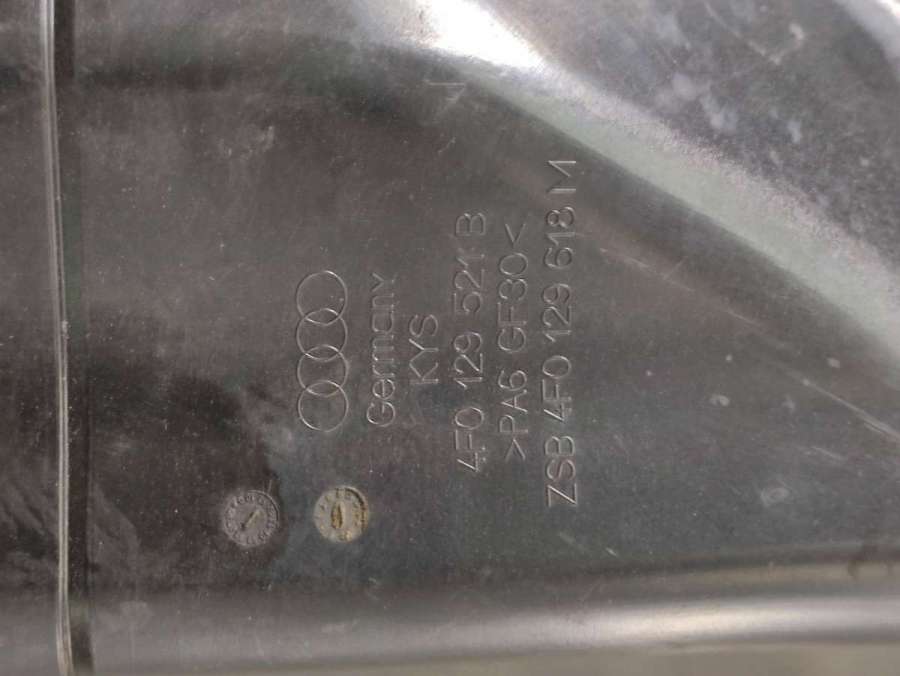 Germany
KYS
4F0 129 521 B
>PA6 GF30<
ZSB 4F0 129 618 M